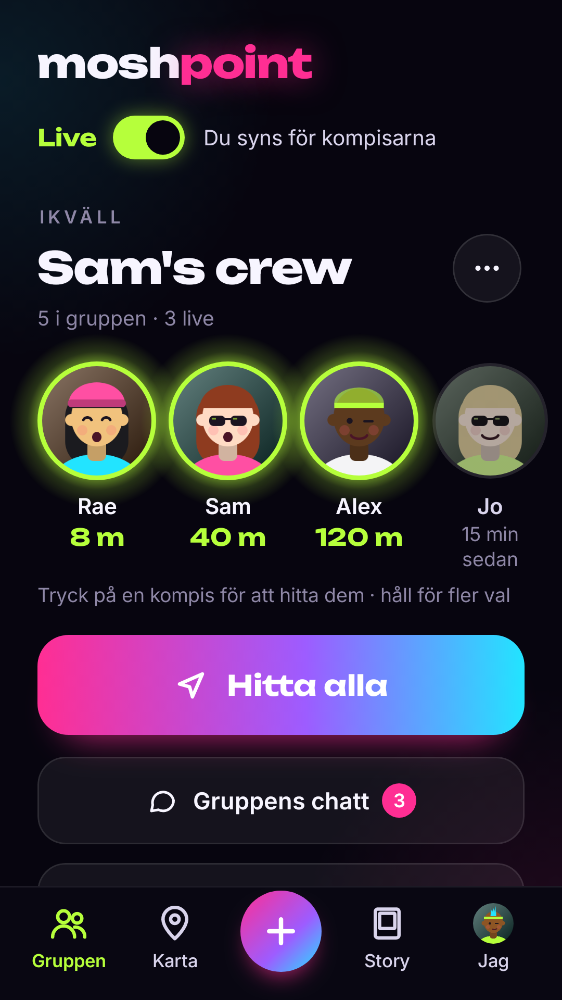 moshpoint
Live
Du syns för kompisarna
IKVÄLL
Sam's crew
5 i gruppen · 3 live
Rae
8 m
Sam
40 m
Alex
120 m
Jo
15 min
sedan
Tryck på en kompis för att hitta dem · håll för fler val
Hitta alla
Gruppens chatt 3
Gruppen
Karta
Story
Jag